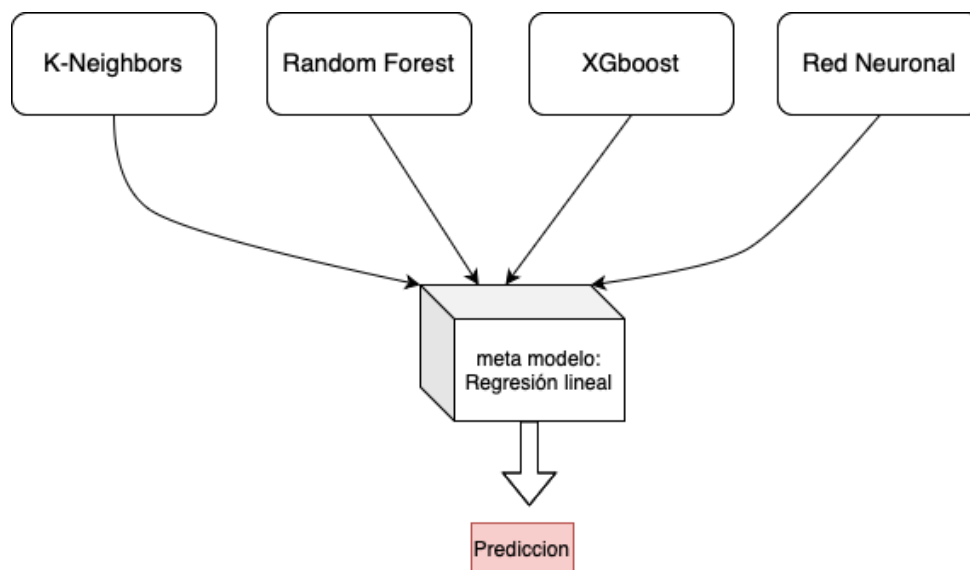 K-Neighbors
Random Forest
XGboost
Red Neuronal
meta modelo:
Regresión lineal
Prediccion